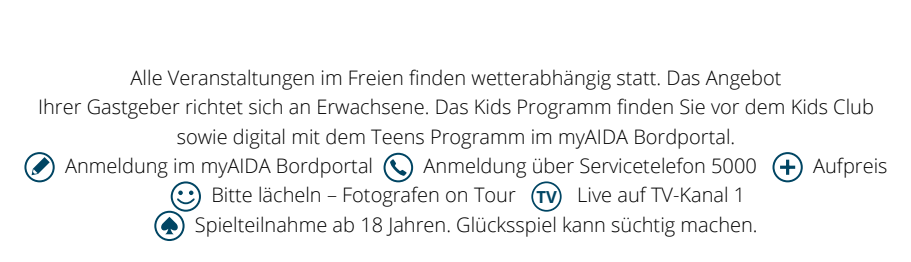 Alle Veranstaltungen im Freien finden wetterabhängig statt. Das Angebot
Ihrer Gastgeber richtet sich an Erwachsene. Das Kids Programm finden Sie vor dem Kids Club
sowie digital mit dem Teens Programm im myAIDA Bordportal.
Anmeldung im myAIDA Bordportal Anmeldung über Servicetelefon 5000 + Aufpreis
Bitte lächeln – Fotografen on Tour TV Live auf TV-Kanal 1
Spielteilnahme ab 18 Jahren. Glücksspiel kann süchtig machen.